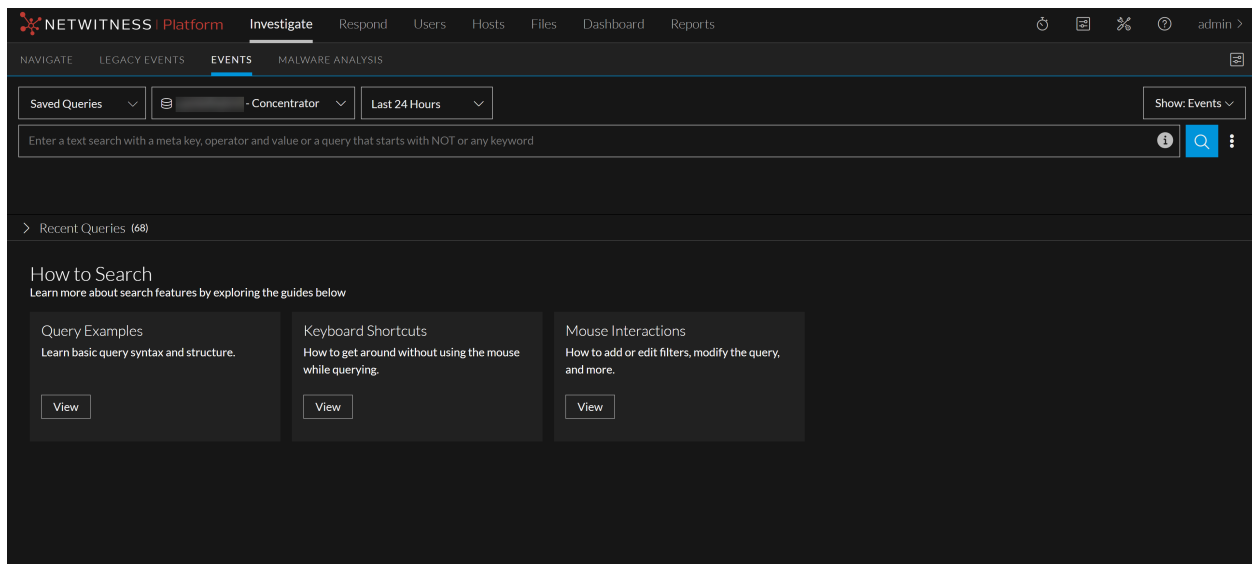 NETWITNESS | Platform Investigate Respond Users Hosts Files Dashboard Reports admin >
NAVIGATE LEGACY EVENTS EVENTS MALWARE ANALYSIS
Saved Queries - Concentrator Last 24 Hours Show: Events
Enter a text search with a meta key, operator and value or a query that starts with NOT or any keyword
Recent Queries (68)
How to Search
Learn more about search features by exploring the guides below
Query Examples
Learn basic query syntax and structure.
View
Keyboard Shortcuts
How to get around without using the mouse
while querying.
View
Mouse Interactions
How to add or edit filters, modify the query,
and more.
View